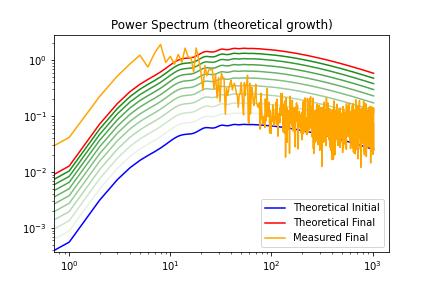 Power Spectrum (theoretical growth)
10⁰
10⁻¹
10⁻²
10⁻³
Theoretical Initial
Theoretical Final
Measured Final
10⁰ 10¹ 10² 10³